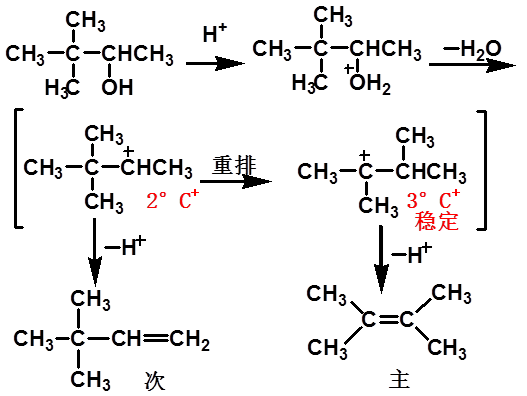 CH₃
CH₃ C CHCH₃
H₃C OH
H⁺
CH₃
CH₃ C CHCH₃
H₃C ⁺OH₂
−H₂O
CH₃
CH₃ C CHCH₃ +
CH₃ 2° C⁺
重排
CH₃
CH₃ C CHCH₃ +
CH₃ 3° C⁺
稳定
−H⁺
−H⁺
CH₃
CH₃ C CH=CH₂
CH₃
次
CH₃ CH₃
C=C
CH₃ CH₃
主